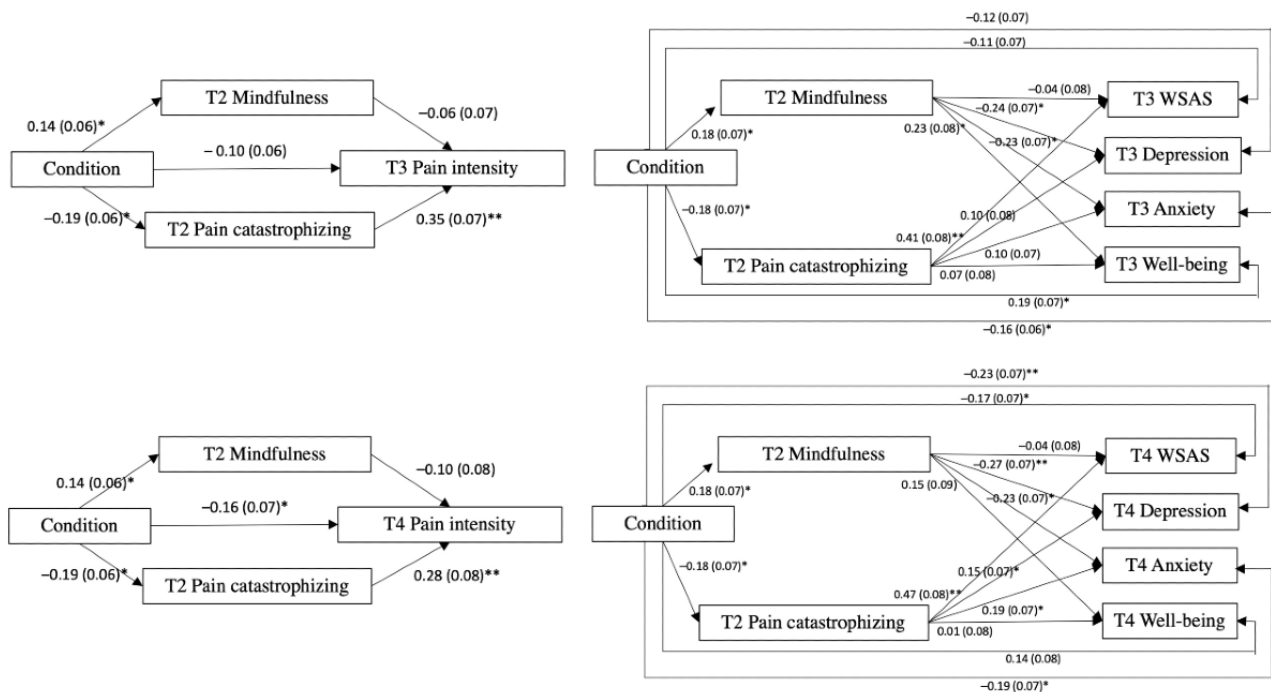 T2 Mindfulness
0.14 (0.06)*
−0.06 (0.07)
− 0.10 (0.06)
Condition
T3 Pain intensity
−0.19 (0.06)*
T2 Pain catastrophizing
0.35 (0.07)**
−0.12 (0.07)
−0.11 (0.07)
T2 Mindfulness
−0.04 (0.08)
T3 WSAS
−0.24 (0.07)*
0.18 (0.07)*
0.23 (0.08)*
−0.23 (0.07)*
T3 Depression
Condition
−0.18 (0.07)*
T3 Anxiety
0.10 (0.08)
0.41 (0.08)**
0.10 (0.07)
T2 Pain catastrophizing
T3 Well-being
0.07 (0.08)
0.19 (0.07)*
−0.16 (0.06)*
T2 Mindfulness
0.14 (0.06)*
−0.10 (0.08)
−0.16 (0.07)*
Condition
T4 Pain intensity
−0.19 (0.06)*
T2 Pain catastrophizing
0.28 (0.08)**
−0.23 (0.07)**
−0.17 (0.07)*
T2 Mindfulness
−0.04 (0.08)
T4 WSAS
−0.27 (0.07)**
0.18 (0.07)*
0.15 (0.09)
−0.23 (0.07)*
T4 Depression
Condition
−0.18 (0.07)*
T4 Anxiety
0.15 (0.07)*
0.47 (0.08)**
0.19 (0.07)*
T2 Pain catastrophizing
T4 Well-being
0.01 (0.08)
0.14 (0.08)
−0.19 (0.07)*